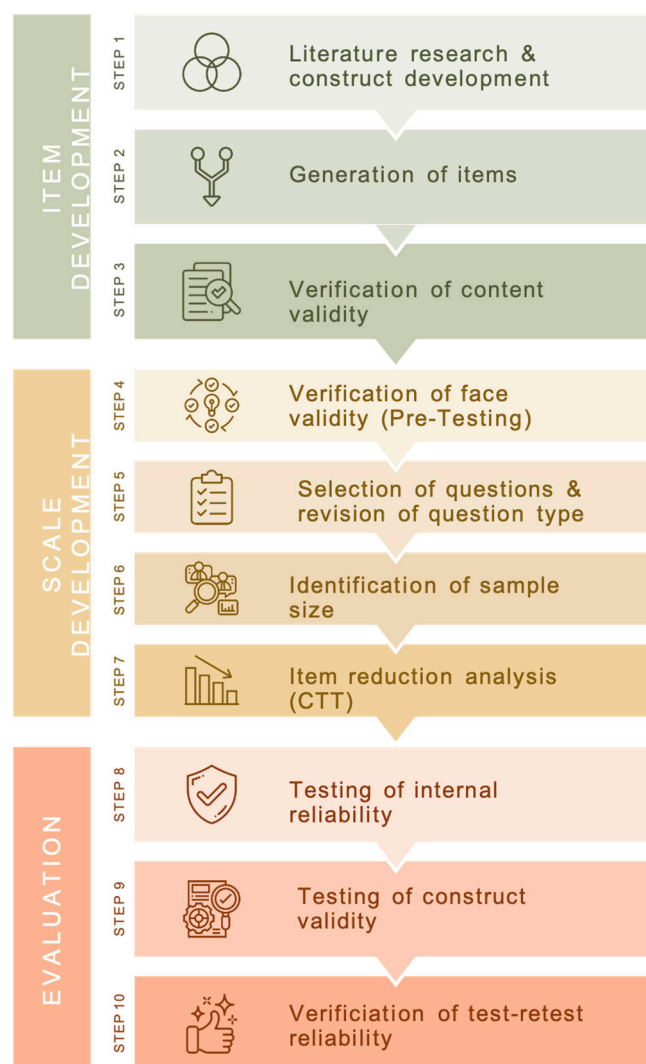 ITEM
DEVELOPMENT
STEP 1
Literature research &
construct development
STEP 2
Generation of items
STEP 3
Verification of content
validity
SCALE
DEVELOPMENT
STEP 4
Verification of face
validity (Pre-Testing)
STEP 5
Selection of questions &
revision of question type
STEP 6
Identification of sample
size
STEP 7
Item reduction analysis
(CTT)
EVALUATION
STEP 8
Testing of internal
reliability
STEP 9
Testing of construct
validity
STEP 10
Verificiation of test-retest
reliability